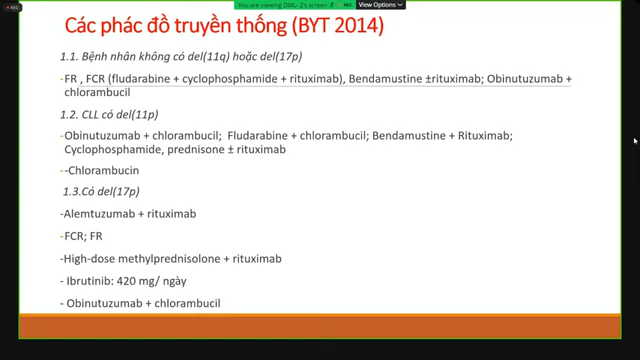 REC
You are viewing DML- 2's screen
REC
View Options
Các phác đồ truyền thống (BYT 2014)
1.1. Bệnh nhân không có del(11q) hoặc del(17p)
-FR , FCR (fludarabine + cyclophosphamide + rituximab), Bendamustine ±rituximab; Obinutuzumab +
chlorambucil
1.2. CLL có del(11p)
-Obinutuzumab + chlorambucil; Fludarabine + chlorambucil; Bendamustine + Rituximab;
Cyclophosphamide, prednisone ± rituximab
--Chlorambucin
1.3.Có del(17p)
-Alemtuzumab + rituximab
-FCR; FR
-High-dose methylprednisolone + rituximab
- Ibrutinib: 420 mg/ ngày
- Obinutuzumab + chlorambucil